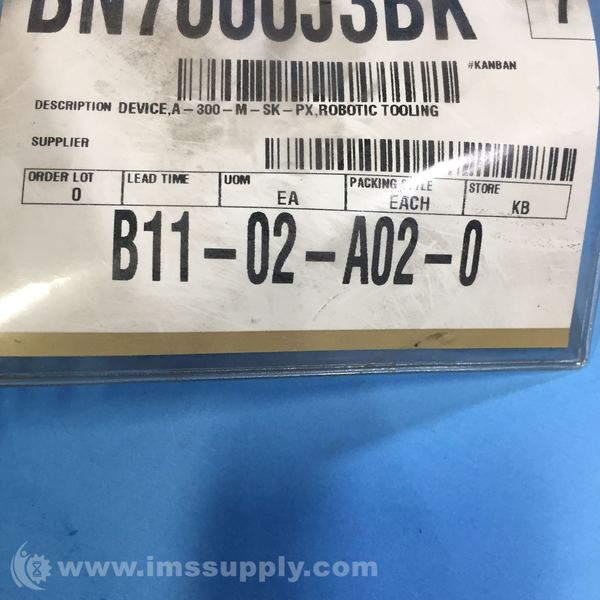 #KANBAN
DESCRIPTION DEVICE,A-300-M-SK-PX,ROBOTIC TOOLING
SUPPLIER
ORDER LOT LEAD TIME UOM PACKING STORE
0 EA EACH KB
B11-02-A02-0
www.imssupply.com